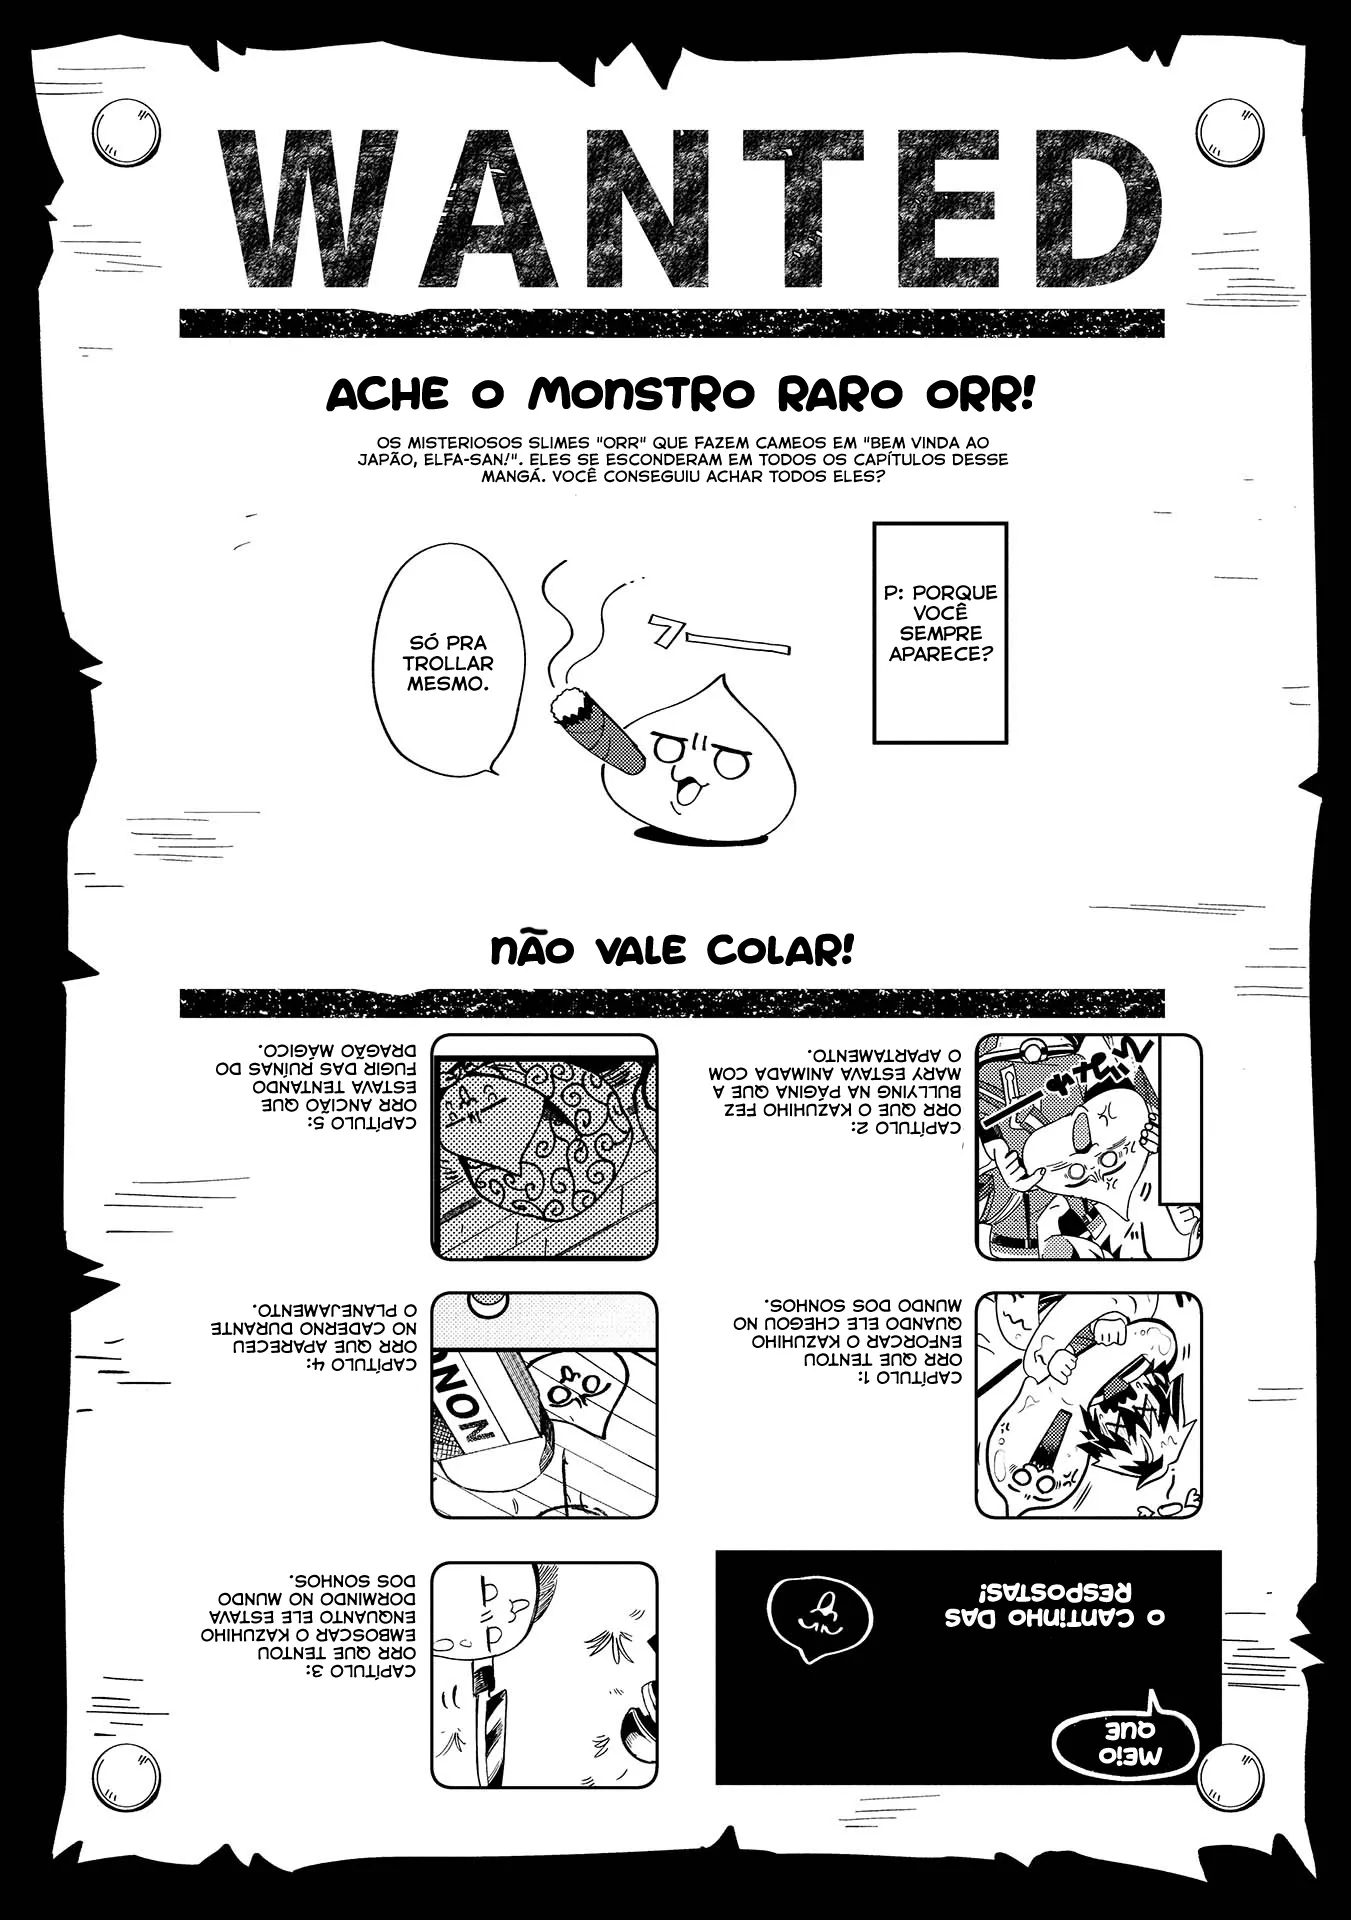 WANTED
ACHE O MONSTRO RARO ORR!
OS MISTERIOSOS SLIMES "ORR" QUE FAZEM CAMEOS EM "BEM VINDA AO
JAPÃO, ELFA-SAN!". ELES SE ESCONDERAM EM TODOS OS CAPÍTULOS DESSE
MANGÁ. VOCÊ CONSEGUIU ACHAR TODOS ELES?
P: PORQUE
VOCÊ
SEMPRE
APARECE?
フー
SÓ PRA
TROLLAR
MESMO.
NÃO VALE COLAR!
O CANTINHO DAS
RESPOSTAS!
MEIO
QUE
CAPÍTULO 1:
ORR QUE TENTOU
ENFORCAR O KAZUHIHO
QUANDO ELE CHEGOU NO
MUNDO DOS SONHOS.
CAPÍTULO 2:
ORR QUE O KAZUHIHO FEZ
BULLYING NA PÁGINA QUE A
MARY ESTAVA ANIMADA COM
O APARTAMENTO.
CAPÍTULO 3:
ORR QUE TENTOU
EMBOSCAR O KAZUHIHO
ENQUANTO ELE ESTAVA
DORMINDO NO MUNDO
DOS SONHOS.
CAPÍTULO 4:
ORR QUE APARECEU
NO CADERNO DURANTE
O PLANEJAMENTO.
MONO
CAPÍTULO 5:
ORR ANCIÃO QUE
ESTAVA TENTANDO
FUGIR DAS RUÍNAS DO
DRAGÃO MÁGICO.